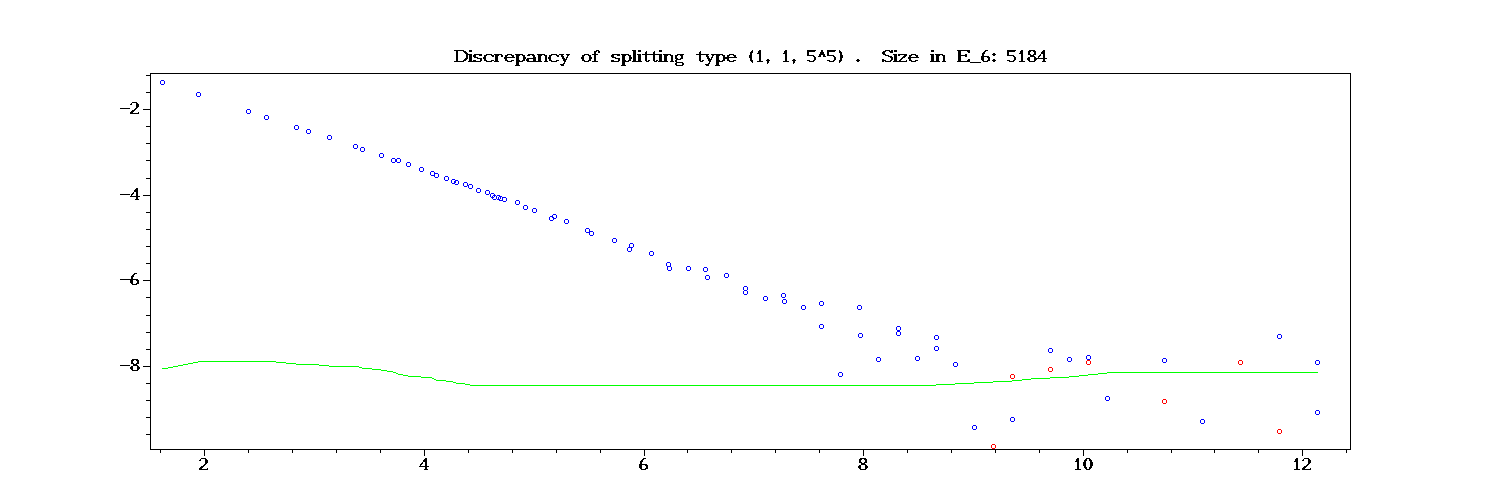 Discrepancy of splitting type (1, 1, 5^5) .  Size in E_6: 5184
−2
−4
−6
−8
2 4 6 8 10 12